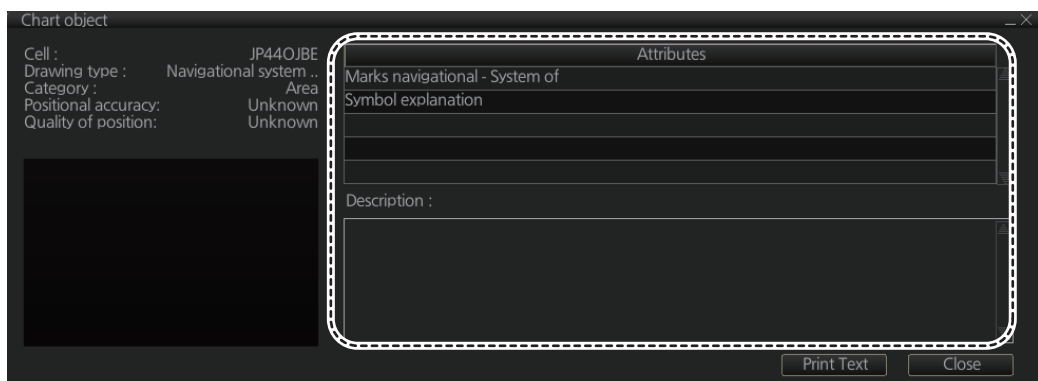 Chart object
Cell : JP44OJBE
Drawing type : Navigational system ..
Category : Area
Positional accuracy: Unknown
Quality of position: Unknown
Attributes
Marks navigational - System of
Symbol explanation
Description :
Print Text Close